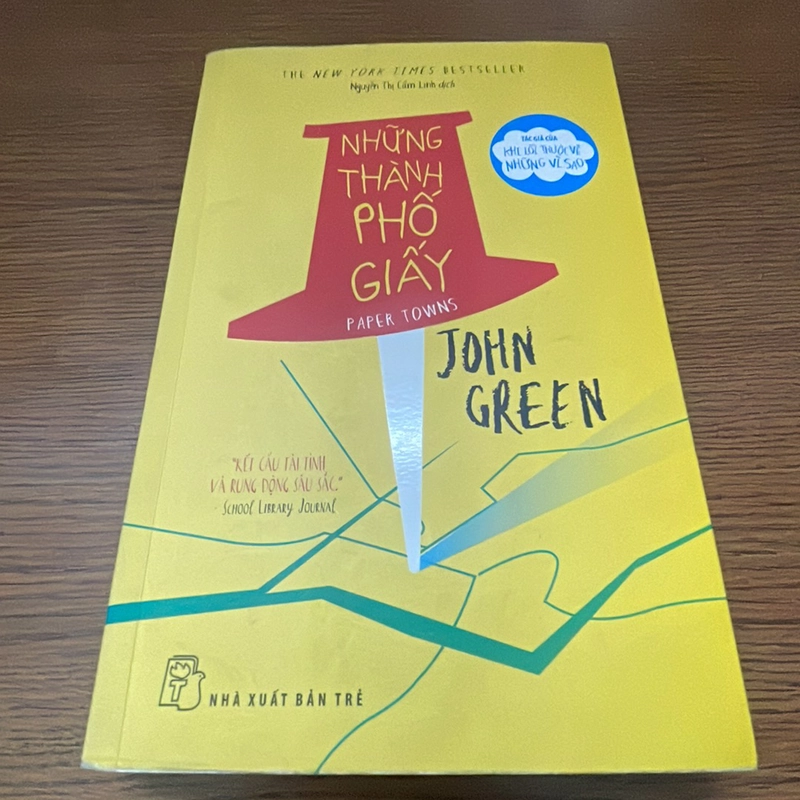 THE NEW YORK TIMES BESTSELLER
Nguyễn Thị Cẩm Linh dịch
NHỮNG
THÀNH
PHỐ
GIẤY
PAPER TOWNS
TÁC GIẢ CỦA
KHI LỖI THUỘC VỀ
NHỮNG VÌ SAO
JOHN
GREEN
"KẾT CẤU TÀI TÌNH
VÀ RUNG ĐỘNG SÂU SẮC."
- SCHOOL LIBRARY JOURNAL
NHÀ XUẤT BẢN TRẺ